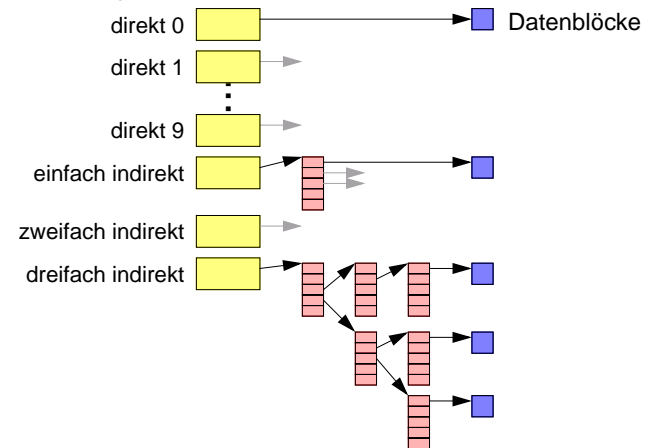 direkt 0
Datenblöcke
direkt 1
direkt 9
einfach indirekt
zweifach indirekt
dreifach indirekt